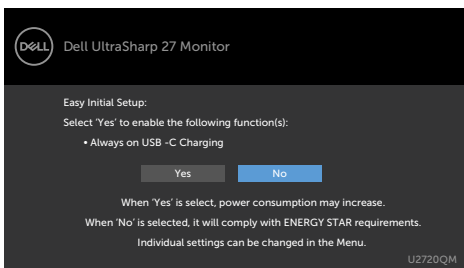 DELL
Dell UltraSharp 27 Monitor
Easy Initial Setup:
Select 'Yes' to enable the following function(s):
• Always on USB -C Charging
Yes
No
When 'Yes' is select, power consumption may increase.
When 'No' is selected, it will comply with ENERGY STAR requirements.
Individual settings can be changed in the Menu.
U2720QM